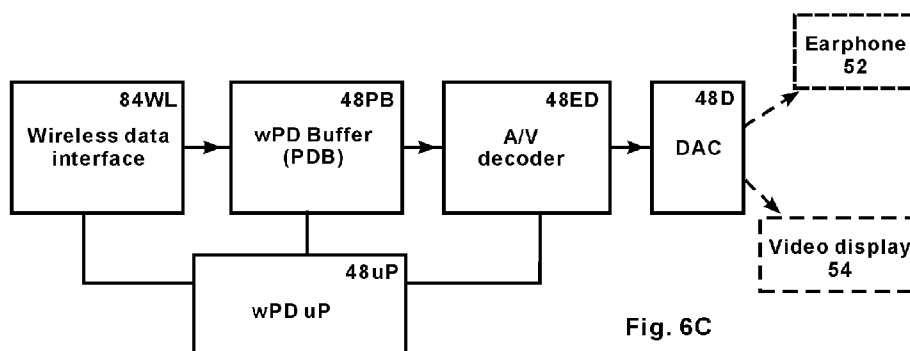 84WL
Wireless data
interface
48PB
wPD Buffer
(PDB)
48ED
A/V
decoder
48D
DAC
Earphone
52
Video display
54
48uP
wPD uP
Fig. 6C